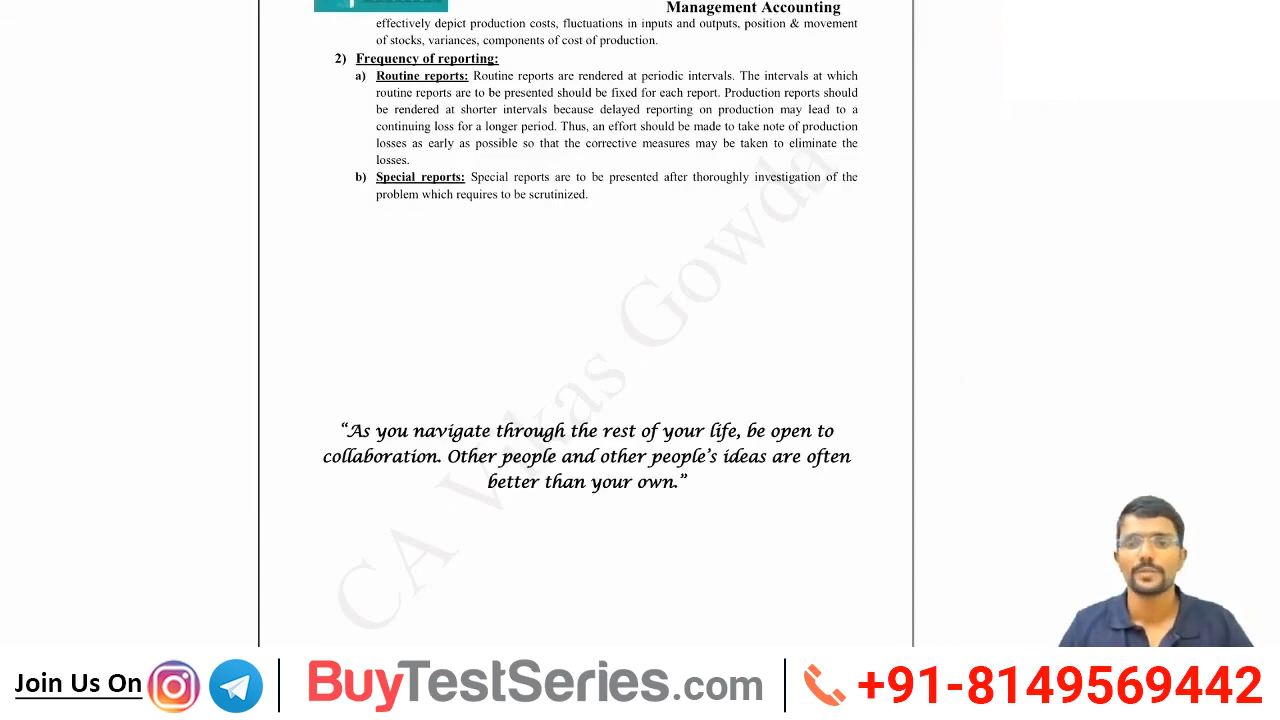 Management Accounting
effectively depict production costs, fluctuations in inputs and outputs, position & movement
of stocks, variances, components of cost of production.
2) Frequency of reporting:
a) Routine reports: Routine reports are rendered at periodic intervals. The intervals at which
routine reports are to be presented should be fixed for each report. Production reports should
be rendered at shorter intervals because delayed reporting on production may lead to a
continuing loss for a longer period. Thus, an effort should be made to take note of production
losses as early as possible so that the corrective measures may be taken to eliminate the
losses.
b) Special reports: Special reports are to be presented after thoroughly investigation of the
problem which requires to be scrutinized.
CA Vikas Gowda
“As you navigate through the rest of your life, be open to
collaboration. Other people and other people’s ideas are often
better than your own.”
Join Us On BuyTestSeries.com +91-8149569442